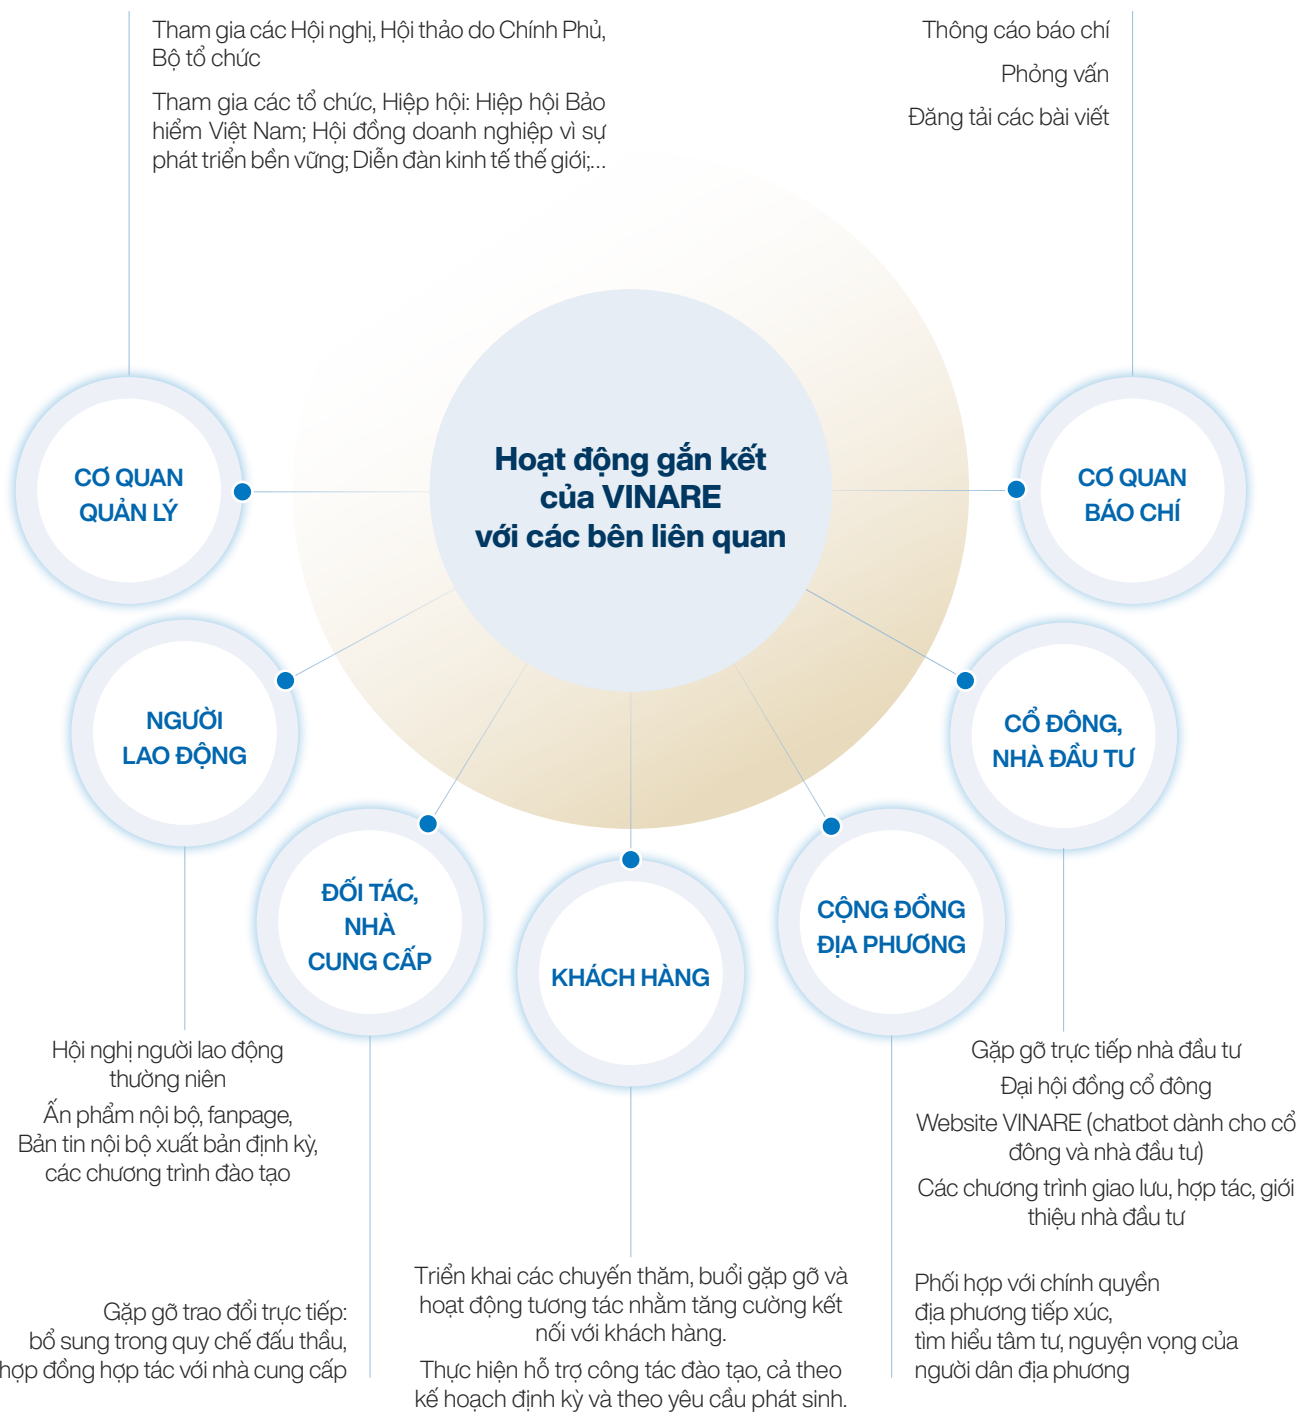 Tham gia các Hội nghị, Hội thảo do Chính Phủ,
Bộ tổ chức
Tham gia các tổ chức, Hiệp hội: Hiệp hội Bảo
hiểm Việt Nam; Hội đồng doanh nghiệp vì sự
phát triển bền vững; Diễn đàn kinh tế thế giới;...
Thông cáo báo chí
Phỏng vấn
Đăng tải các bài viết
Hoạt động gắn kết
của VINARE
với các bên liên quan
CƠ QUAN
QUẢN LÝ
CƠ QUAN
BÁO CHÍ
NGƯỜI
LAO ĐỘNG
CỔ ĐÔNG,
NHÀ ĐẦU TƯ
ĐỐI TÁC,
NHÀ
CUNG CẤP
KHÁCH HÀNG
CỘNG ĐỒNG
ĐỊA PHƯƠNG
Hội nghị người lao động
thường niên
Ấn phẩm nội bộ, fanpage,
Bản tin nội bộ xuất bản định kỳ,
các chương trình đào tạo
Gặp gỡ trực tiếp nhà đầu tư
Đại hội đồng cổ đông
Website VINARE (chatbot dành cho cổ
đông và nhà đầu tư)
Các chương trình giao lưu, hợp tác, giới
thiệu nhà đầu tư
Gặp gỡ trao đổi trực tiếp:
bổ sung trong quy chế đấu thầu,
hợp đồng hợp tác với nhà cung cấp
Triển khai các chuyến thăm, buổi gặp gỡ và
hoạt động tương tác nhằm tăng cường kết
nối với khách hàng.
Thực hiện hỗ trợ công tác đào tạo, cả theo
kế hoạch định kỳ và theo yêu cầu phát sinh.
Phối hợp với chính quyền
địa phương tiếp xúc,
tìm hiểu tâm tư, nguyện vọng của
người dân địa phương